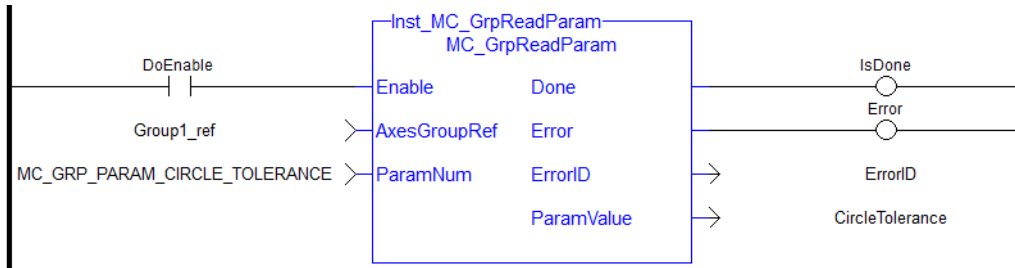 Inst_MC_GrpReadParam
MC_GrpReadParam
DoEnable
IsDone
Enable
Done
Error
Group1_ref
AxesGroupRef
Error
MC_GRP_PARAM_CIRCLE_TOLERANCE
ParamNum
ErrorID
ErrorID
ParamValue
CircleTolerance